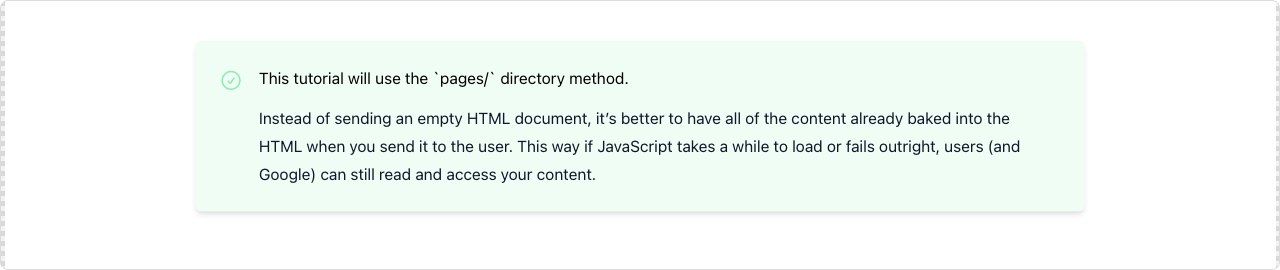 This tutorial will use the `pages/` directory method.
Instead of sending an empty HTML document, it’s better to have all of the content already baked into the
HTML when you send it to the user. This way if JavaScript takes a while to load or fails outright, users (and
Google) can still read and access your content.